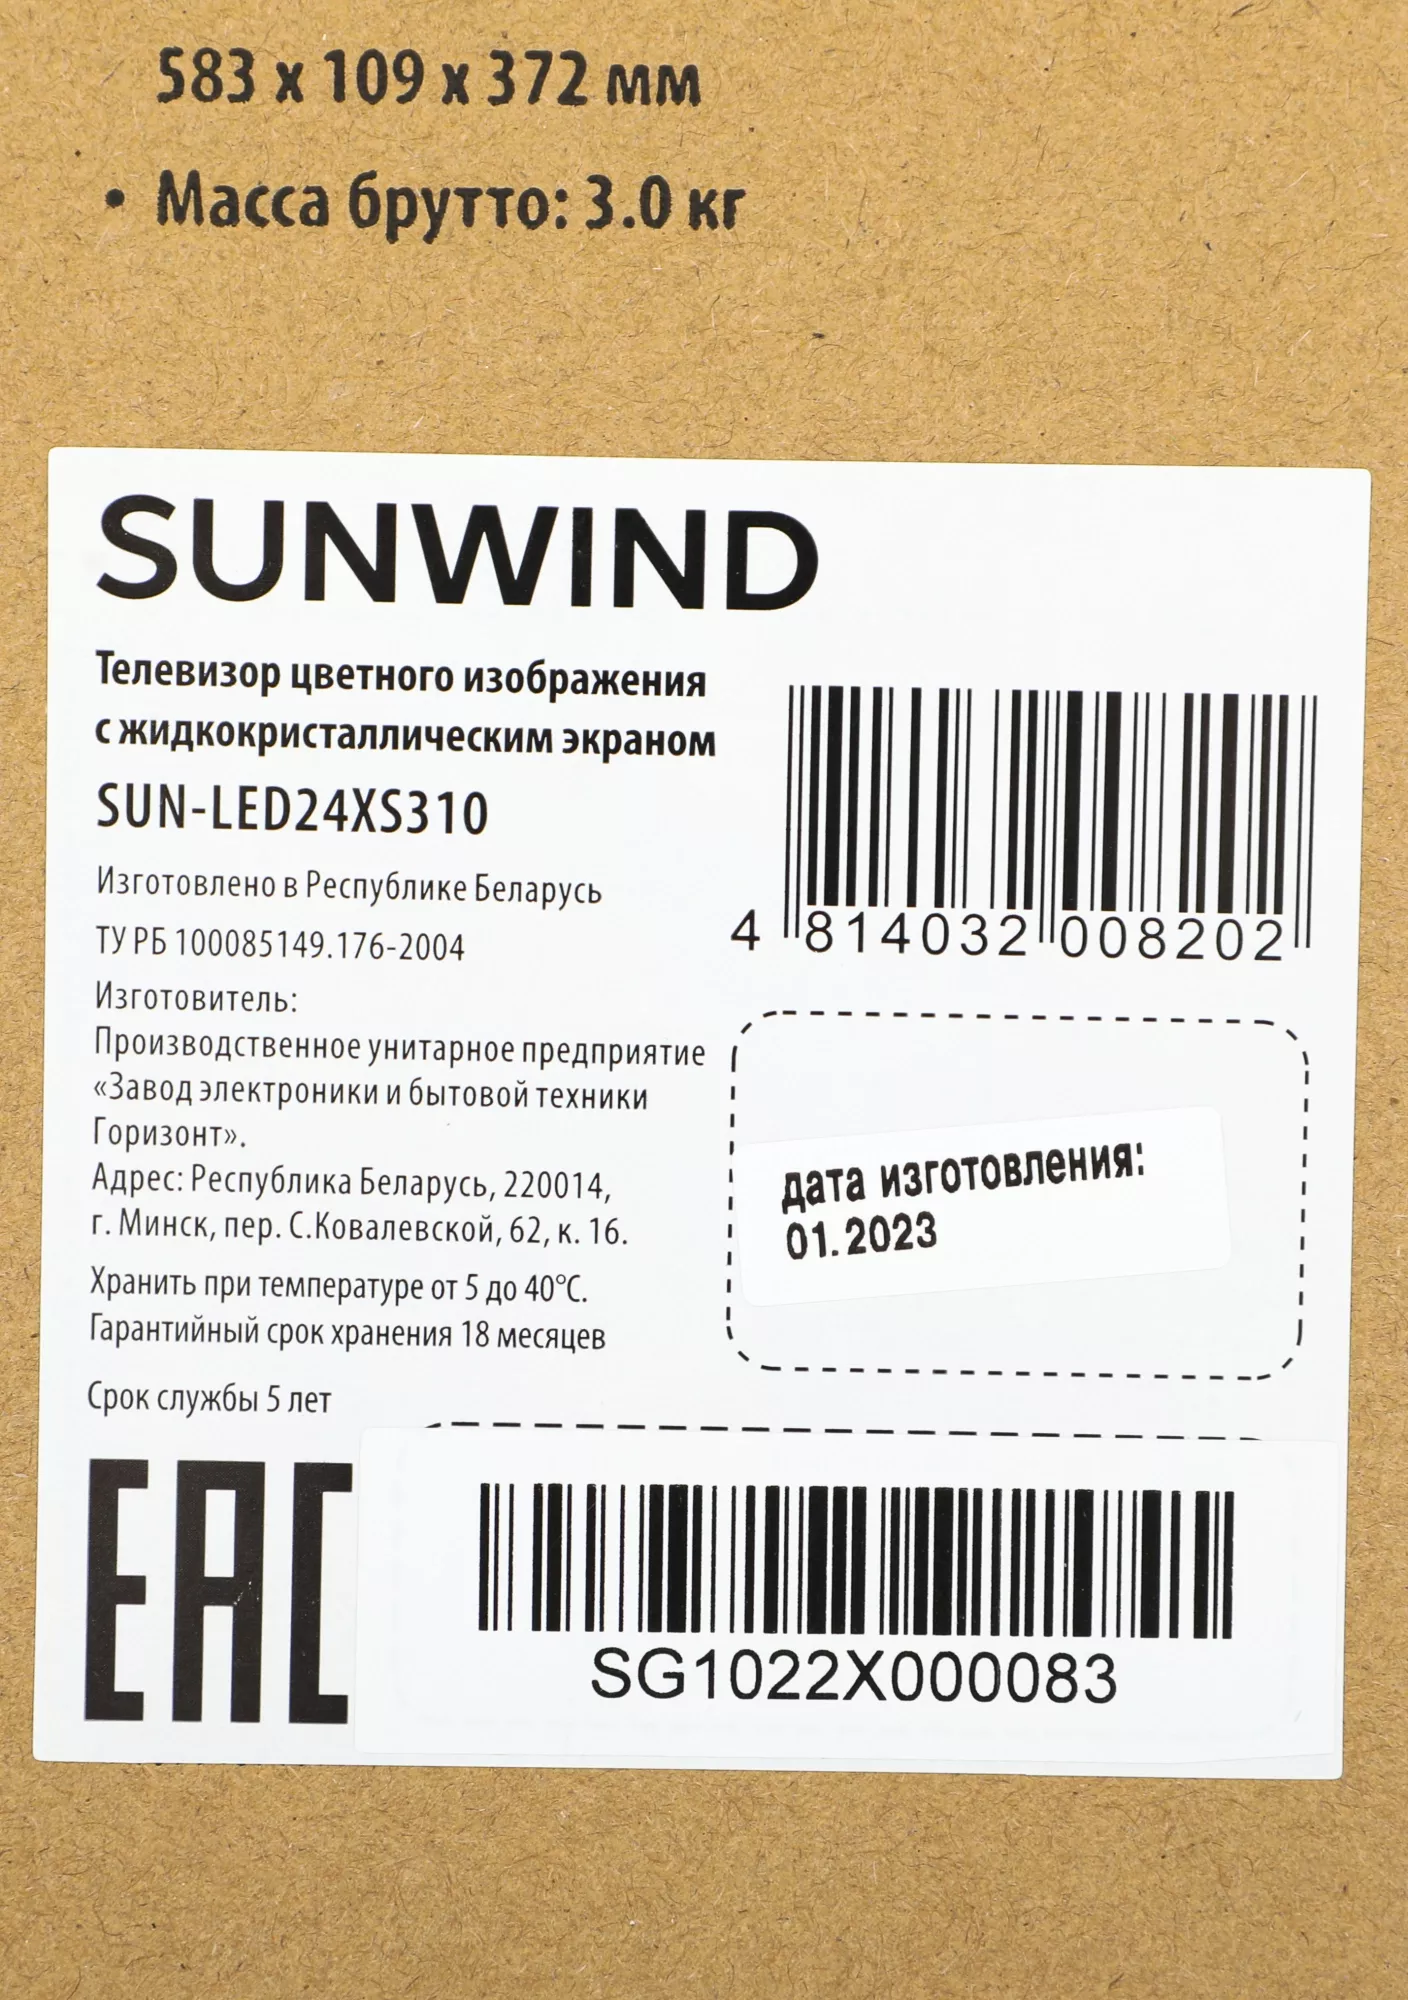 583 х 109 х 372 мм
• Масса брутто: 3.0 кг
SUNWIND
Телевизор цветного изображения
с жидкокристаллическим экраном
SUN-LED24XS310
Изготовлено в Республике Беларусь
ТУ РБ 100085149.176-2004
Изготовитель:
Производственное унитарное предприятие
«Завод электроники и бытовой техники
Горизонт».
Адрес: Республика Беларусь, 220014,
г. Минск, пер. С.Ковалевской, 62, к. 16.
Хранить при температуре от 5 до 40°С.
Гарантийный срок хранения 18 месяцев
Срок службы 5 лет
EAC
4 814032 008202
дата изготовления:
01.2023
SG1022X000083